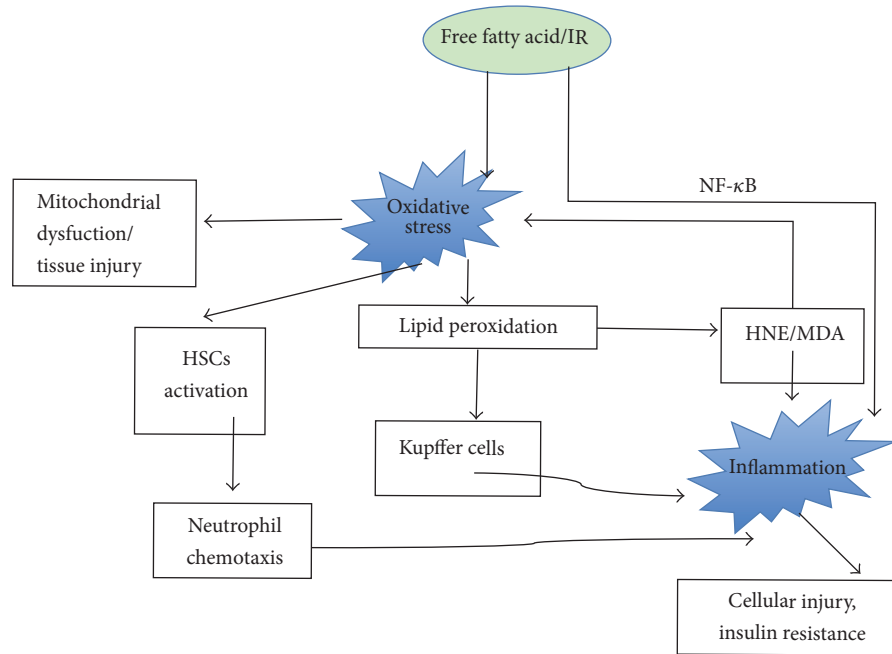 Free fatty acid/IR
NF-κB
Mitochondrial
dysfuction/
tissue injury
Oxidative
stress
Lipid peroxidation
HNE/MDA
HSCs
activation
Kupffer cells
Inflammation
Neutrophil
chemotaxis
Cellular injury,
insulin resistance